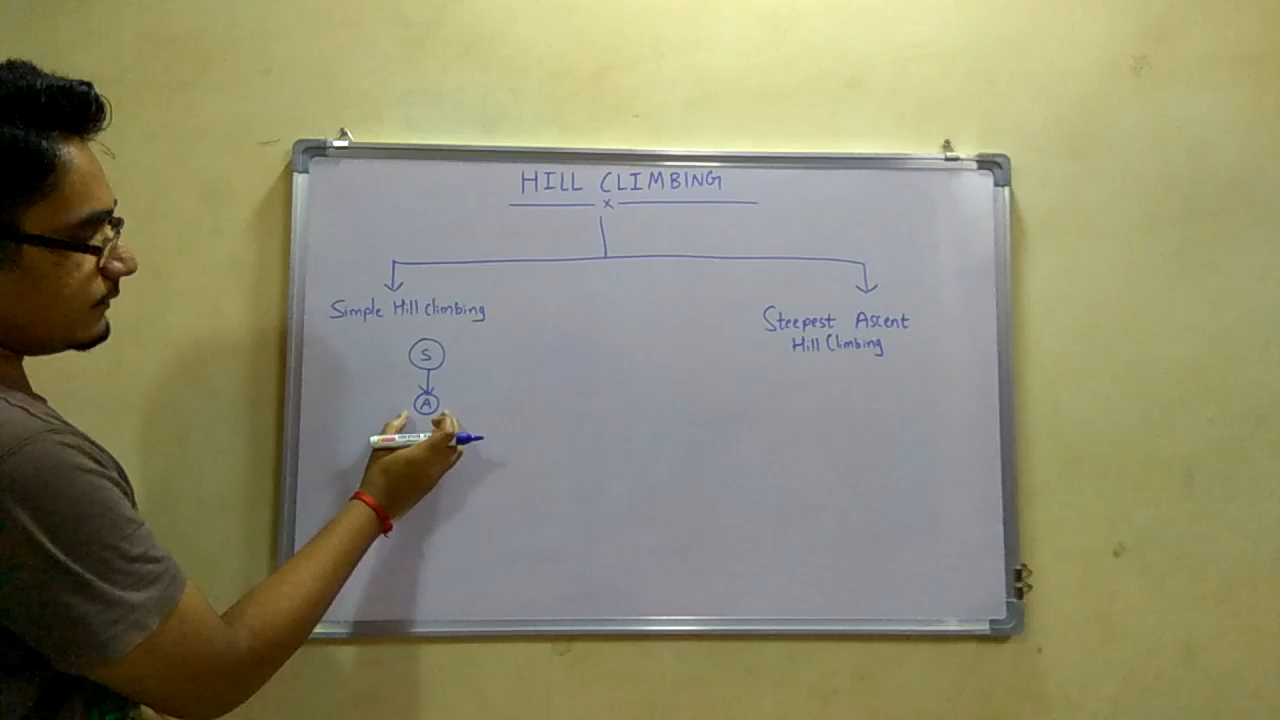 HILL CLIMBING
x
Simple Hill climbing
Steepest Ascent
Hill Climbing
S
A